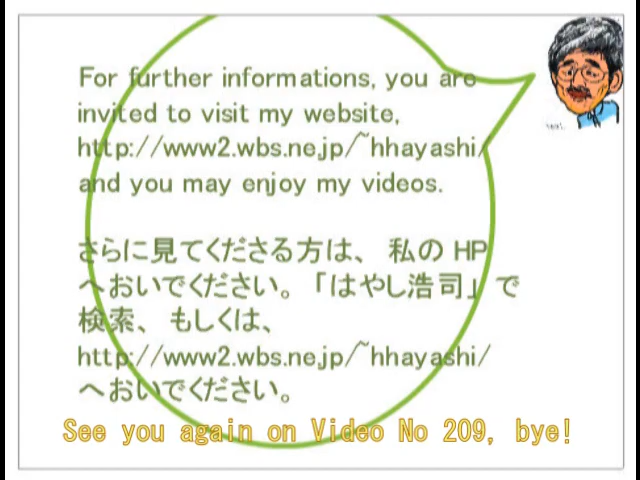 For further informations, you are
invited to visit my website,
http://www2.wbs.ne.jp/~hhayashi/
and you may enjoy my videos.
さらに見てくださる方は、 私の HP
へおいでください。「はやし浩司」で
検索、 もしくは、
http://www2.wbs.ne.jp/~hhayashi/
へおいでください。
See you again on Video No 209, bye!